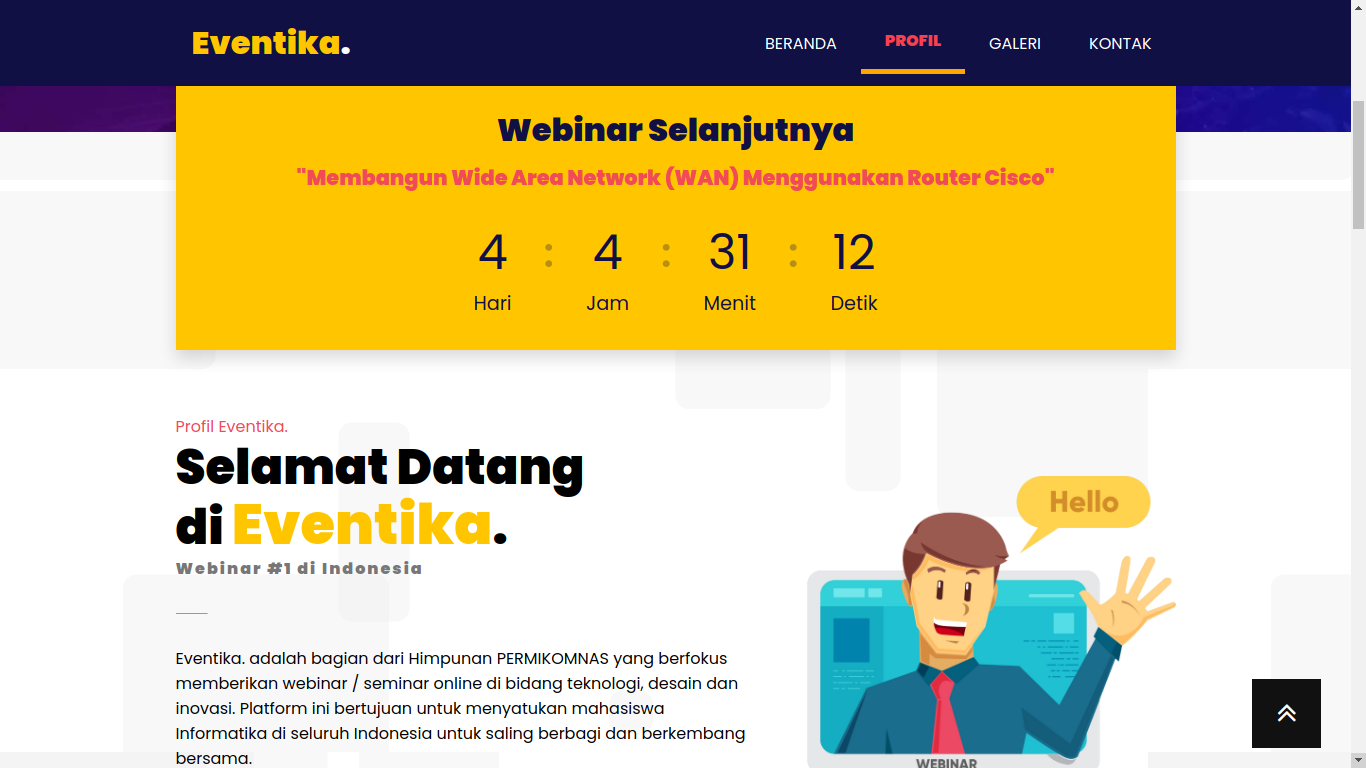 Eventika.
BERANDA PROFIL GALERI KONTAK
Webinar Selanjutnya
"Membangun Wide Area Network (WAN) Menggunakan Router Cisco"
4 : 4 : 31 : 12
Hari Jam Menit Detik
Profil Eventika.
Selamat Datang
di Eventika.
Webinar #1 di Indonesia
Eventika. adalah bagian dari Himpunan PERMIKOMNAS yang berfokus
memberikan webinar / seminar online di bidang teknologi, desain dan
inovasi. Platform ini bertujuan untuk menyatukan mahasiswa
Informatika di seluruh Indonesia untuk saling berbagi dan berkembang
bersama.
Hello
WEBINAR